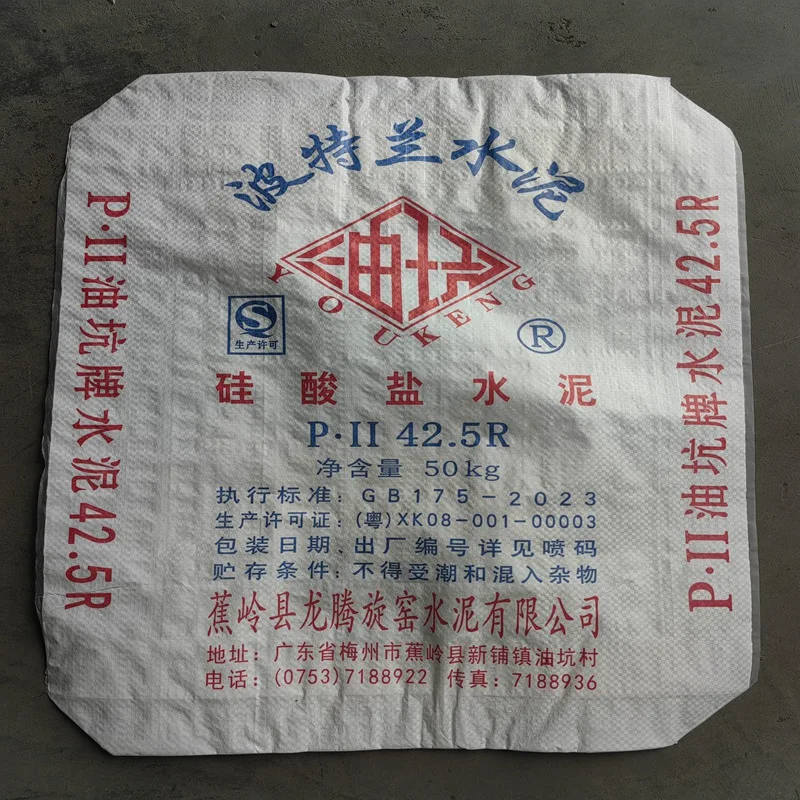 波特兰水泥
油坑
YOUKENG
®
生产许可
硅酸盐水泥
P·II 42.5R
净含量 50kg
执行标准：GB175-2023
生产许可证：(粤)XK08-001-00003
包装日期、出厂编号详见喷码
贮存条件：不得受潮和混入杂物
蕉岭县龙腾旋窑水泥有限公司
地址：广东省梅州市蕉岭县新铺镇油坑村
电话：(0753)7188922 传真：7188936
P·II油坑牌水泥42.5R
P·II油坑牌水泥42.5R